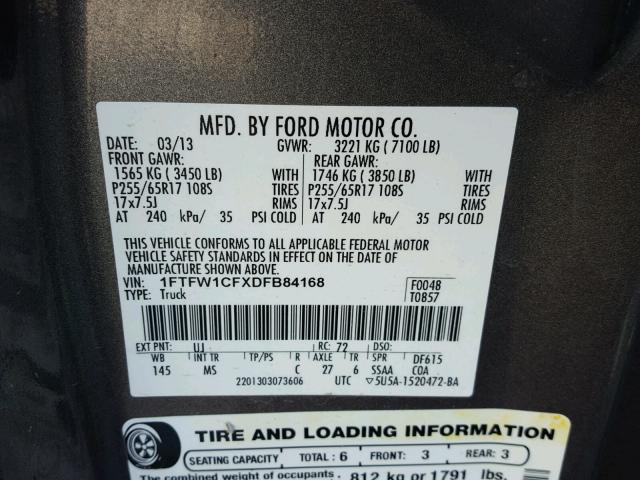 MFD. BY FORD MOTOR CO.
DATE: 03/13 GVWR: 3221 KG ( 7100 LB)
FRONT GAWR: REAR GAWR:
1565 KG ( 3450 LB) WITH 1746 KG ( 3850 LB) WITH
P255/65R17 108S TIRES P255/65R17 108S TIRES
17x7.5J RIMS 17x7.5J RIMS
AT 240 kPa/ 35 PSI COLD AT 240 kPa/ 35 PSI COLD
THIS VEHICLE CONFORMS TO ALL APPLICABLE FEDERAL MOTOR
VEHICLE SAFETY STANDARDS IN EFFECT ON THE DATE OF
MANUFACTURE SHOWN ABOVE.
VIN: 1FTFW1CFXDFB84168 F0048
TYPE: Truck T0857
EXT PNT: UJ RC: 72 DSO:
WB INT TR TP/PS R AXLE TR SPR DF615
145 MS C 27 6 SSAA COA
2201303073606 UTC ▽5U5A-1520472-BA
TIRE AND LOADING INFORMATION
SEATING CAPACITY TOTAL: 6 FRONT: 3 REAR: 3
The combined weight of occupants, 812 kg or 1791 lbs.